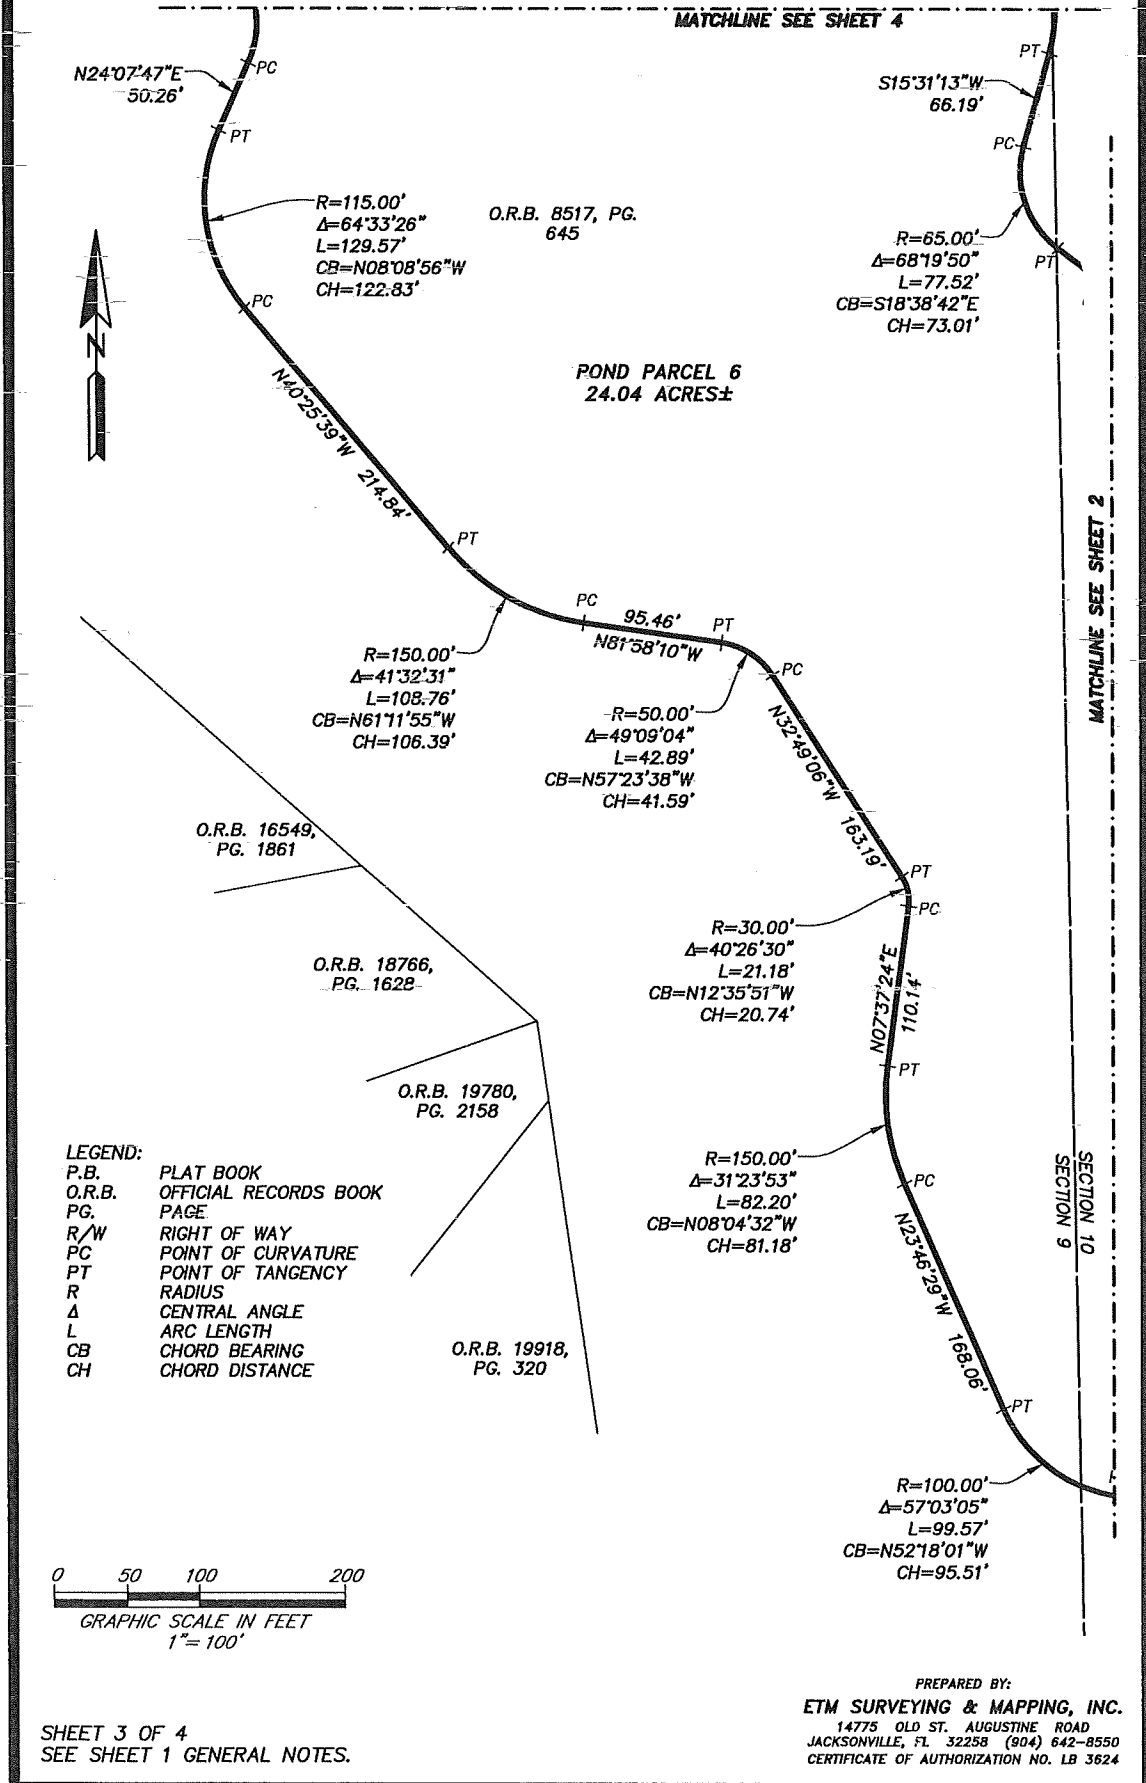 MATCHLINE SEE SHEET 4
N24°07'47"E
50.26'
PC
PT
S15°31'13"W
66.19'
PT
PC
R=115.00'
Δ=64°33'26"
L=129.57'
CB=N08°08'56"W
CH=122.83'
O.R.B. 8517, PG.
645
R=65.00'
Δ=68°19'50"
L=77.52'
CB=S18°38'42"E
CH=73.01'
PT
PC
N
POND PARCEL 6
24.04 ACRES±
N40°25'39"W 214.84'
MATCHLINE SEE SHEET 2
PT
PC
95.46'
N81°58'10"W
PT
PC
R=150.00'
Δ=41°32'31"
L=108.76'
CB=N61°11'55"W
CH=106.39'
R=50.00'
Δ=49°09'04"
L=42.89'
CB=N57°23'38"W
CH=41.59'
N32°49'06"W 163.19'
O.R.B. 16549,
PG. 1861
PT
PC
R=30.00'
Δ=40°26'30"
L=21.18'
CB=N12°35'51"W
CH=20.74'
O.R.B. 18766,
PG. 1628
N07°37'24"E
110.14'
PT
O.R.B. 19780,
PG. 2158
R=150.00'
Δ=31°23'53"
L=82.20'
CB=N08°04'32"W
CH=81.18'
PC
SECTION 10
SECTION 9
LEGEND:
P.B. PLAT BOOK
O.R.B. OFFICIAL RECORDS BOOK
PG. PAGE
R/W RIGHT OF WAY
PC POINT OF CURVATURE
PT POINT OF TANGENCY
R RADIUS
Δ CENTRAL ANGLE
L ARC LENGTH
CB CHORD BEARING
CH CHORD DISTANCE
N23°46'29"W 168.06'
O.R.B. 19918,
PG. 320
PT
R=100.00'
Δ=57°03'05"
L=99.57'
CB=N52°18'01"W
CH=95.51'
0 50 100 200
GRAPHIC SCALE IN FEET
1"= 100'
PREPARED BY:
ETM SURVEYING & MAPPING, INC.
14775 OLD ST. AUGUSTINE ROAD
JACKSONVILLE, FL 32258 (904) 642-8550
CERTIFICATE OF AUTHORIZATION NO. LB 3624
SHEET 3 OF 4
SEE SHEET 1 GENERAL NOTES.